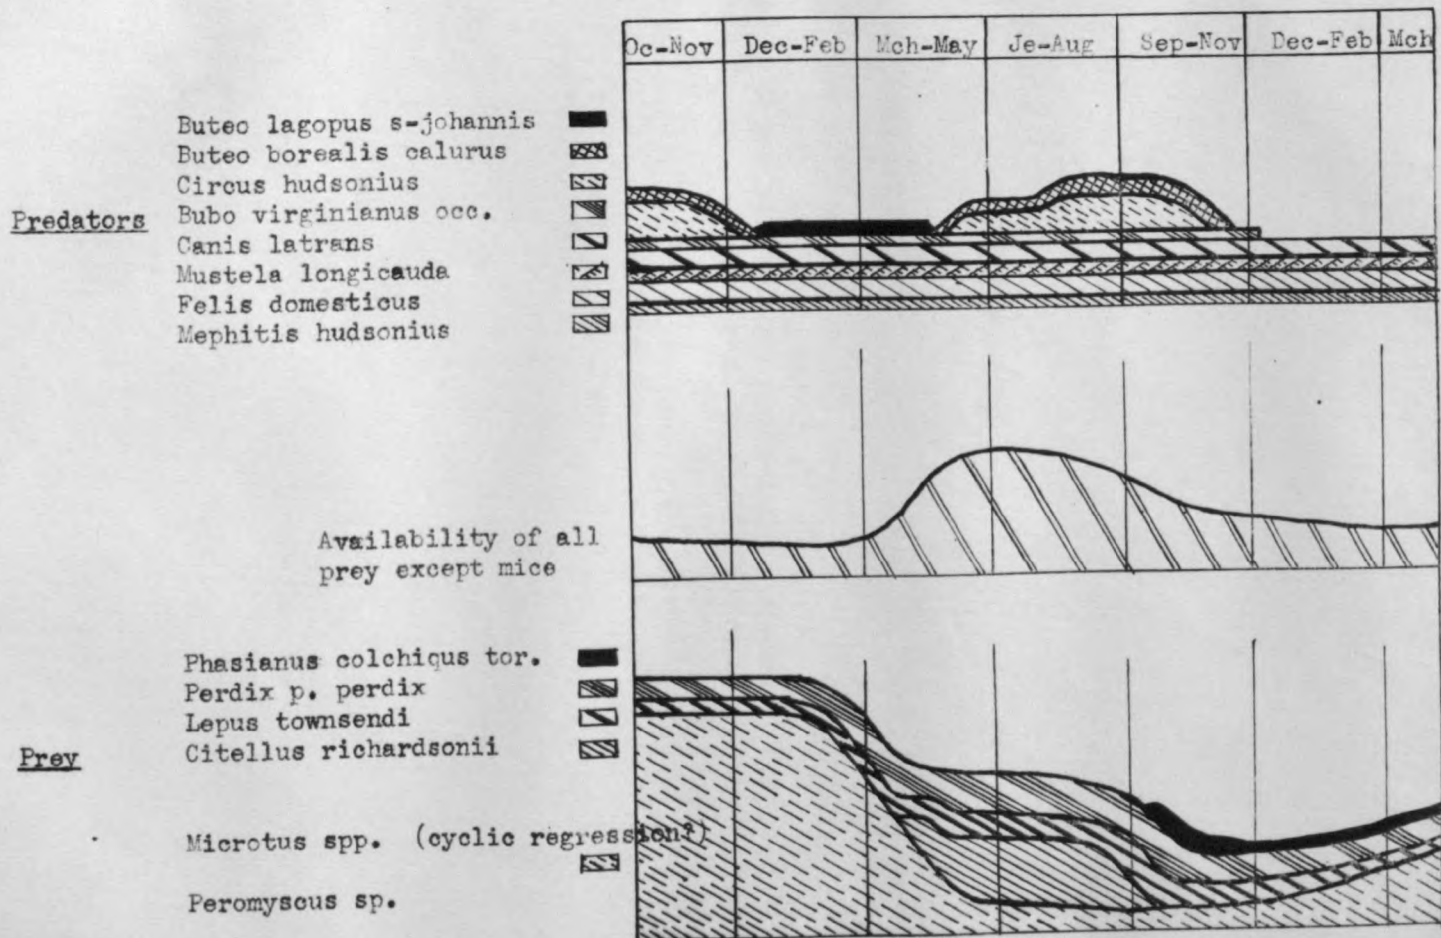 Oc-Nov Dec-Feb Mch-May Je-Aug Sep-Nov Dec-Feb Mch
Buteo lagopus s-johannis
Buteo borealis calurus
Circus hudsonius
Predators Bubo virginianus occ.
Canis latrans
Mustela longicauda
Felis domesticus
Mephitis hudsonius
Availability of all
prey except mice
Phasianus colchiqus tor.
Perdix p. perdix
Lepus townsendi
Prey Citellus richardsonii
Microtus spp. (cyclic regression?)
Peromyscus sp.